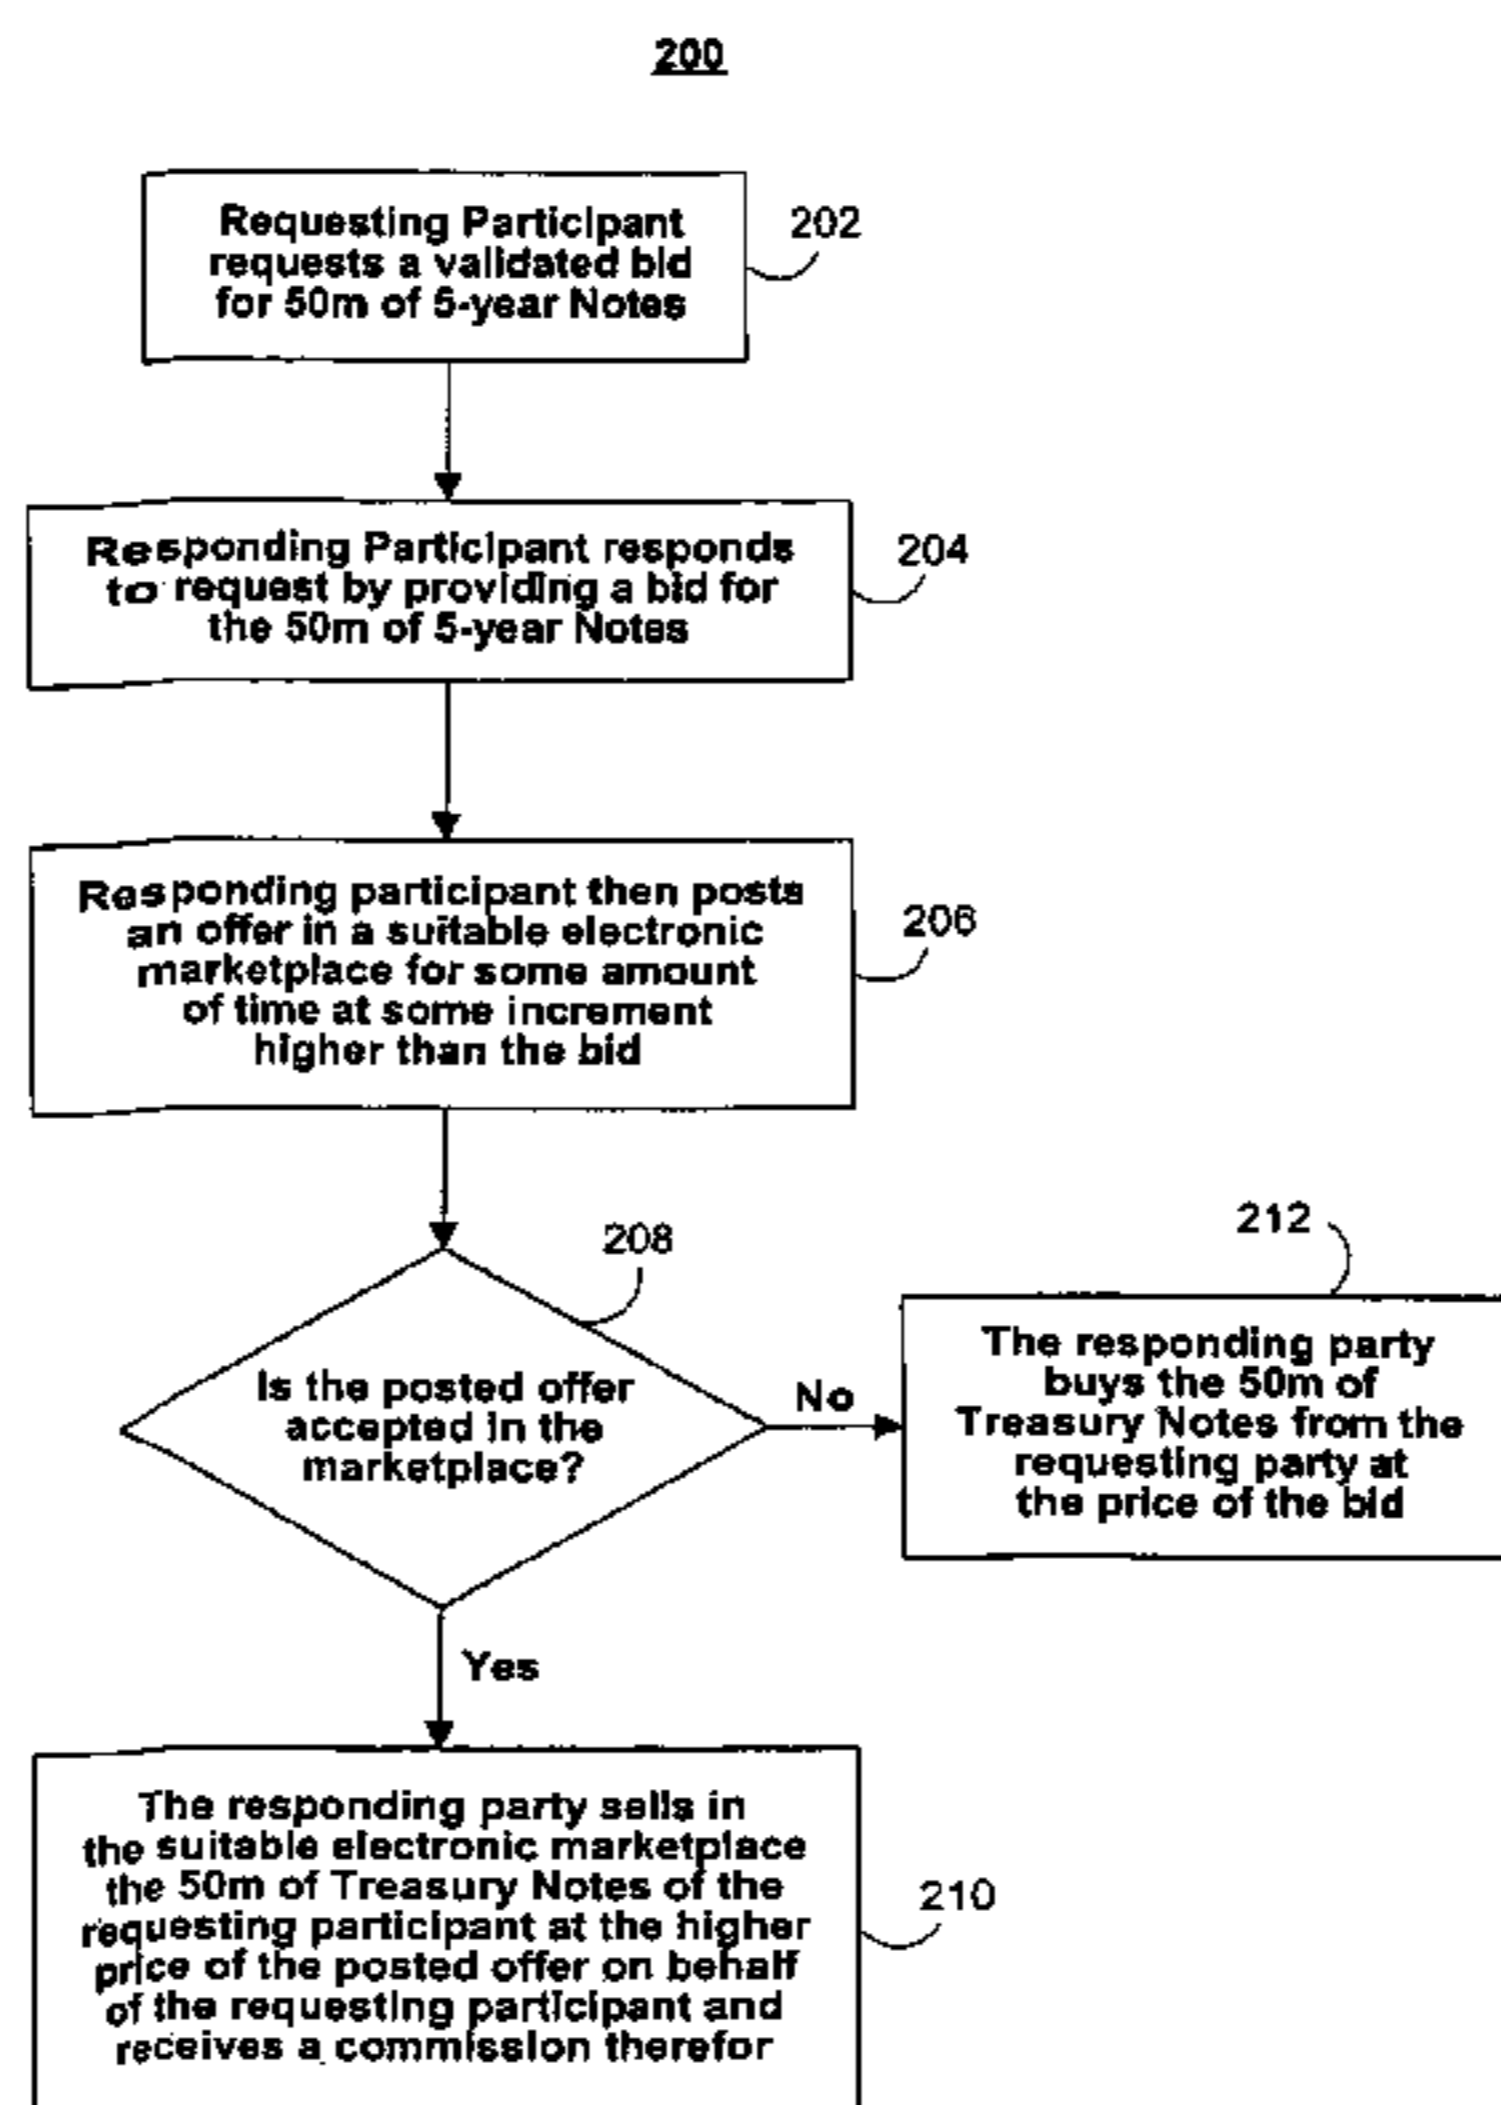 200
Requesting Participant
requests a validated bid
for 50m of 5-year Notes
202
Responding Participant responds
to request by providing a bid for
the 50m of 5-year Notes
204
Responding participant then posts
an offer in a suitable electronic
marketplace for some amount
of time at some increment
higher than the bid
206
208
Is the posted offer
accepted in the
marketplace?
No
212
The responding party
buys the 50m of
Treasury Notes from the
requesting party at
the price of the bid
Yes
The responding party sells in
the suitable electronic marketplace
the 50m of Treasury Notes of the
requesting participant at the higher
price of the posted offer on behalf
of the requesting participant and
receives a commission therefor
210